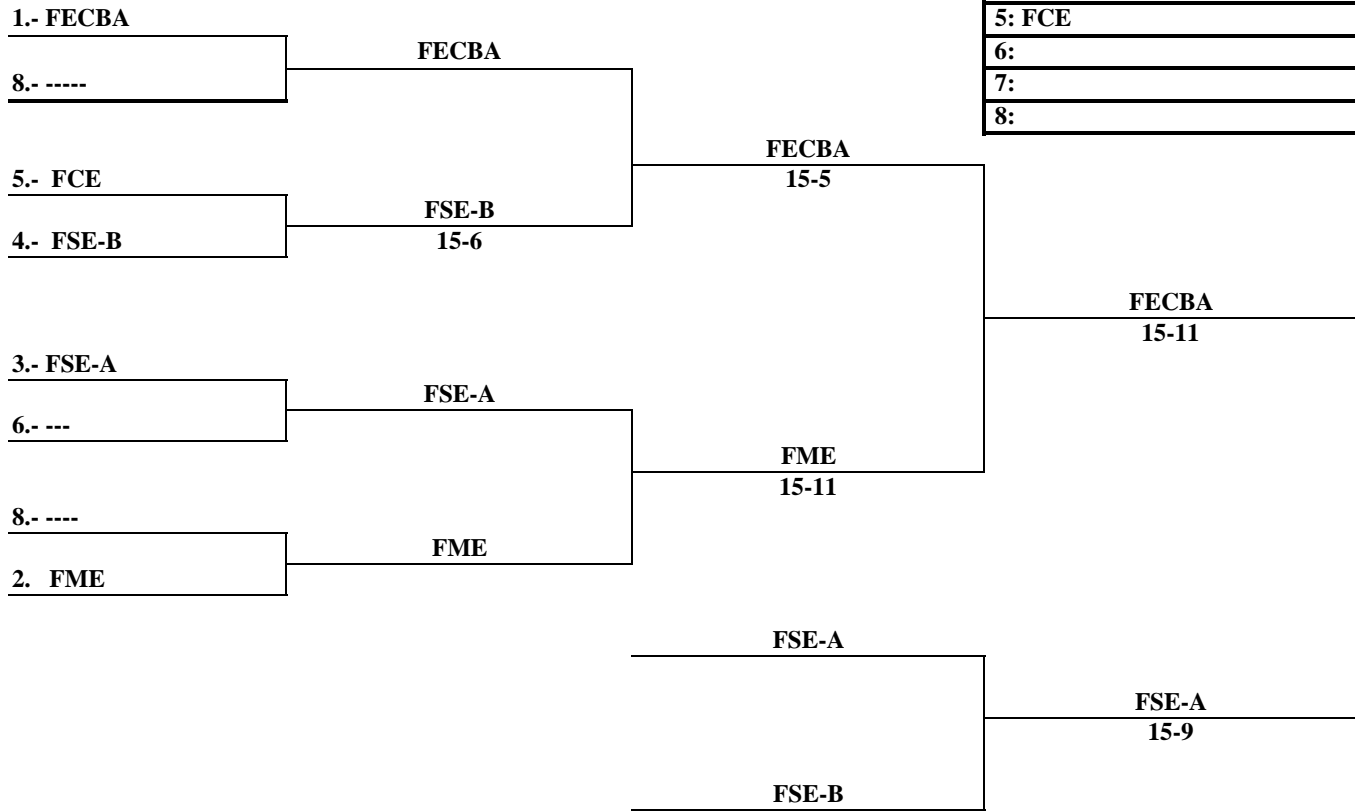 1.- FECBA
5: FCE
FECBA
6:
8.- -----
7:
8:
FECBA
5.- FCE
15-5
FSE-B
4.- FSE-B
15-6
FECBA
15-11
3.- FSE-A
FSE-A
6.- ---
FME
15-11
8.- ----
FME
2. FME
FSE-A
FSE-A
15-9
FSE-B